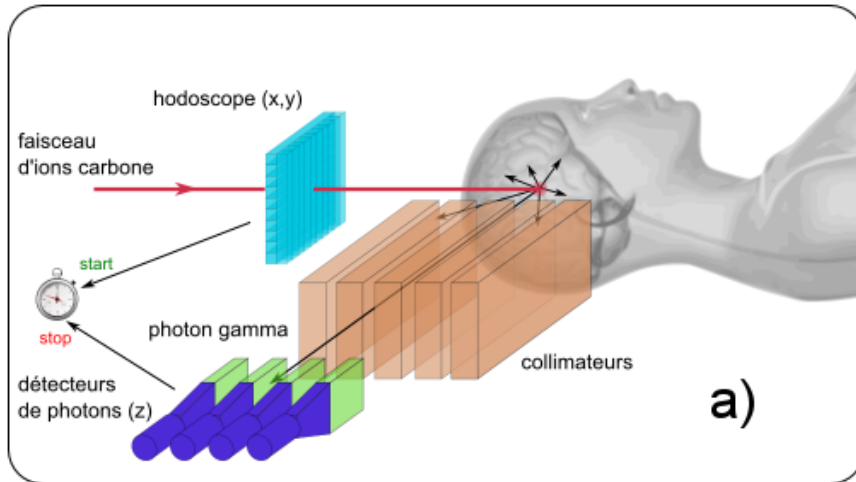 hodoscope (x,y)
faisceau
d'ions carbone
start
stop
photon gamma
détecteurs
de photons (z)
collimateurs
a)